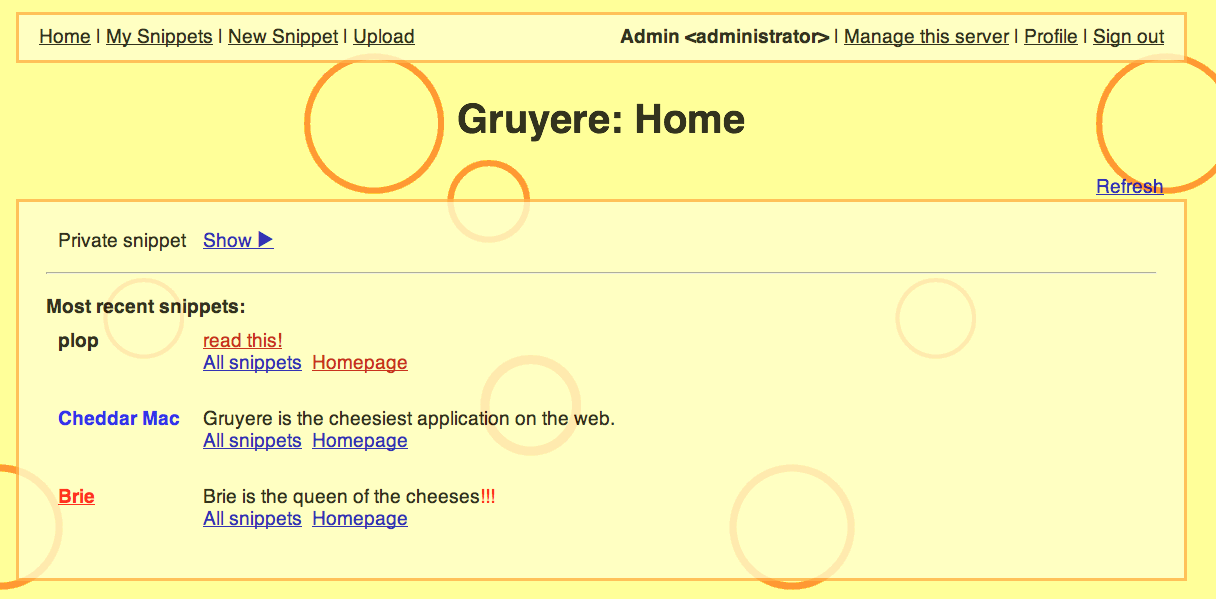 Home | My Snippets | New Snippet | Upload Admin <administrator> | Manage this server | Profile | Sign out
Gruyere: Home
Refresh
Private snippet Show ▶
Most recent snippets:
plop read this!
All snippets Homepage
Cheddar Mac Gruyere is the cheesiest application on the web.
All snippets Homepage
Brie Brie is the queen of the cheeses!!!
All snippets Homepage